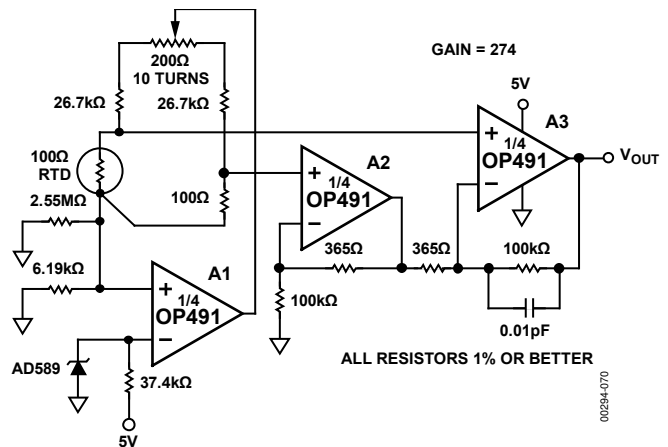 200Ω
10 TURNS
GAIN = 274
26.7kΩ
26.7kΩ
5V
100Ω
RTD
A3
+
1/4
OP491
−
VOUT
A2
+
1/4
OP491
−
2.55MΩ
100Ω
365Ω
365Ω
100kΩ
6.19kΩ
A1
+
1/4
OP491
−
100kΩ
0.01pF
AD589
37.4kΩ
ALL RESISTORS 1% OR BETTER
5V
00294-070